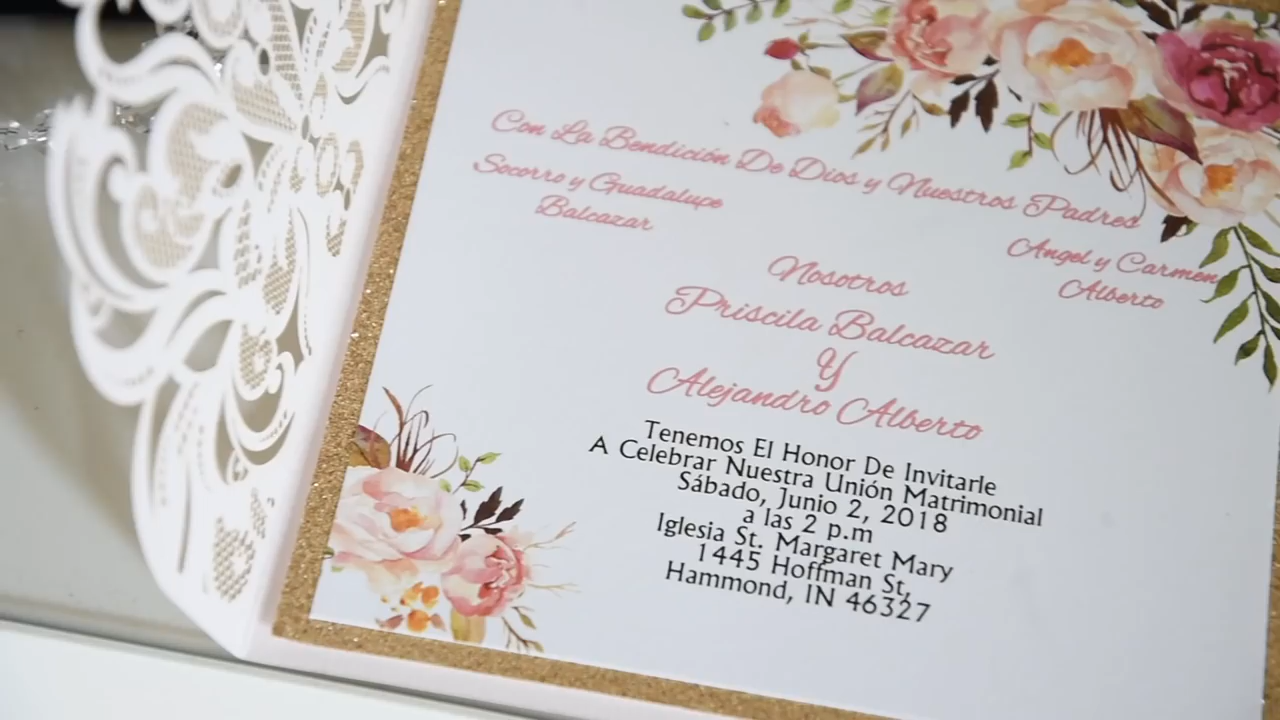 Con La Bendición De Dios y Nuestros Padres
Socorro y Guadalupe
Balcazar
Angel y Carmen
Alberto
Nosotros
Priscila Balcazar
Y
Alejandro Alberto
Tenemos El Honor De Invitarle
A Celebrar Nuestra Unión Matrimonial
Sábado, Junio 2, 2018
a las 2 p.m
Iglesia St. Margaret Mary
1445 Hoffman St,
Hammond, IN 46327